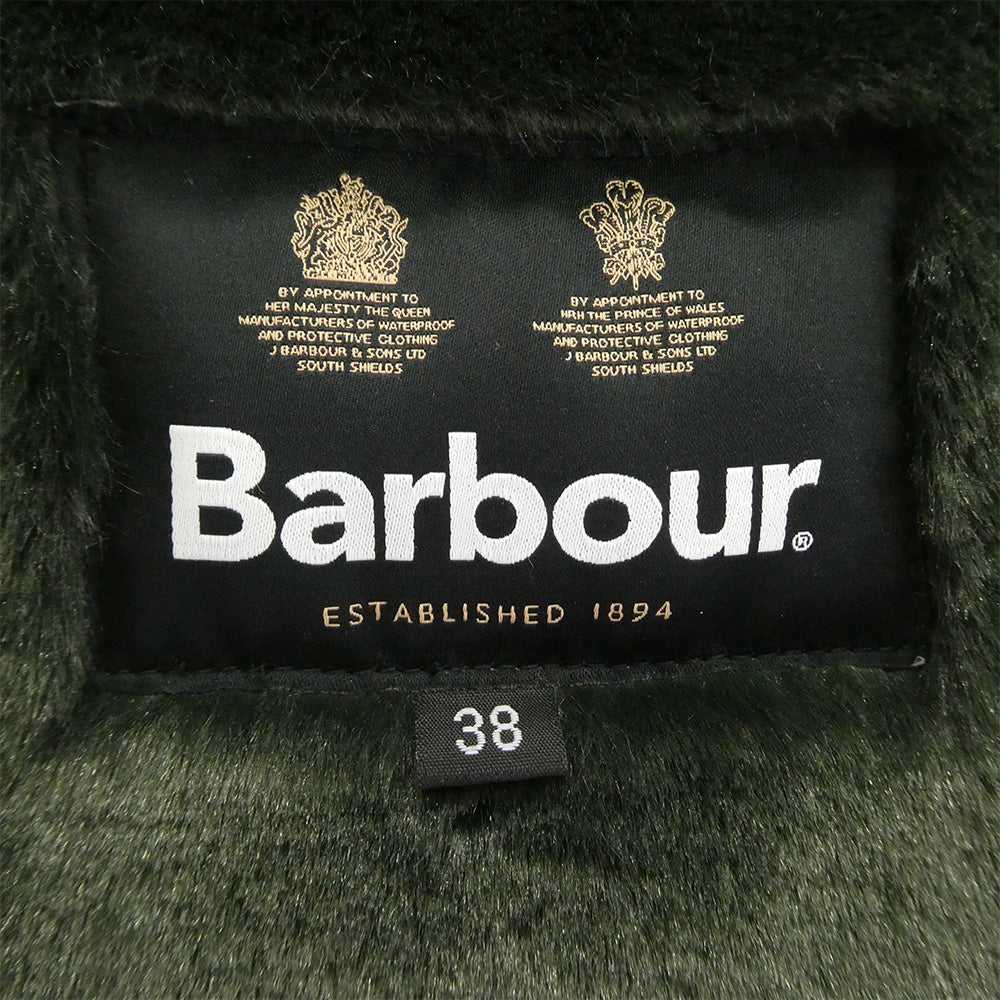 BY APPOINTMENT TO
HER MAJESTY THE QUEEN
MANUFACTURERS OF WATERPROOF
AND PROTECTIVE CLOTHING
J BARBOUR & SONS LTD
SOUTH SHIELDS
BY APPOINTMENT TO
HRH THE PRINCE OF WALES
MANUFACTURERS OF WATERPROOF
AND PROTECTIVE CLOTHING
J BARBOUR & SONS LTD
SOUTH SHIELDS
Barbour®
ESTABLISHED 1894
38